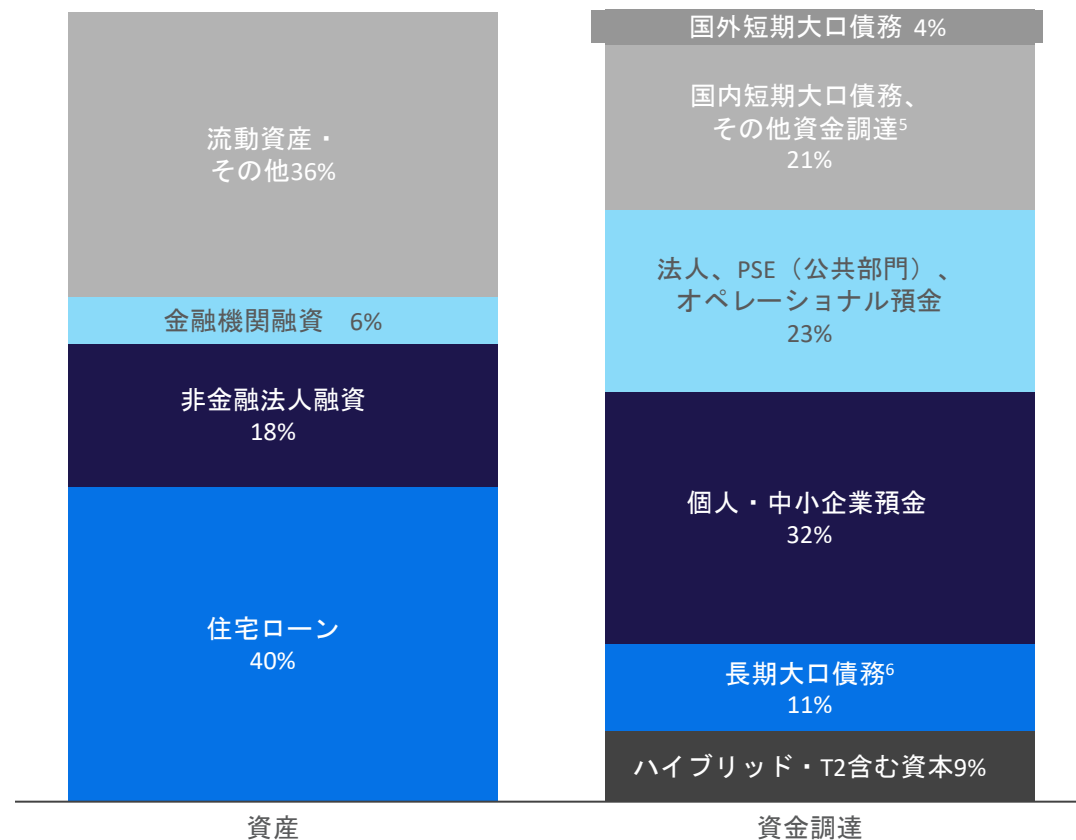 流動資産・
その他36%
金融機関融資 6%
非金融法人融資
18%
住宅ローン
40%
資産
国外短期大口債務 4%
国内短期大口債務、
その他資金調達5
21%
法人、PSE（公共部門）、
オペレーショナル預金
23%
個人・中小企業預金
32%
長期大口債務6
11%
ハイブリッド・T2含む資本9%
資金調達